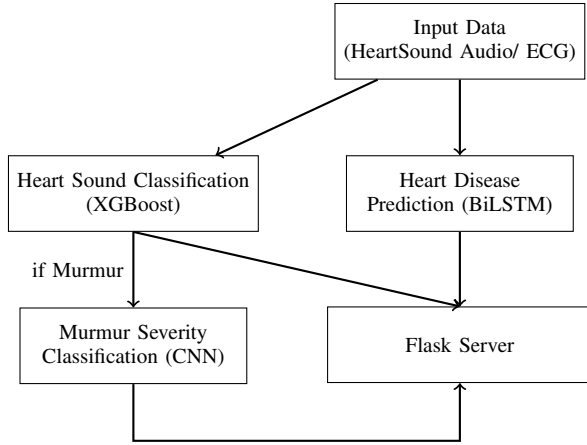 Input Data
(HeartSound Audio/ ECG)
Heart Sound Classification
(XGBoost)
Heart Disease
Prediction (BiLSTM)
if Murmur
Murmur Severity
Classification (CNN)
Flask Server